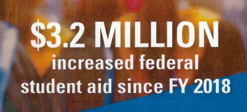 $3.2 MILLION
increased federal
student aid since FY 2018